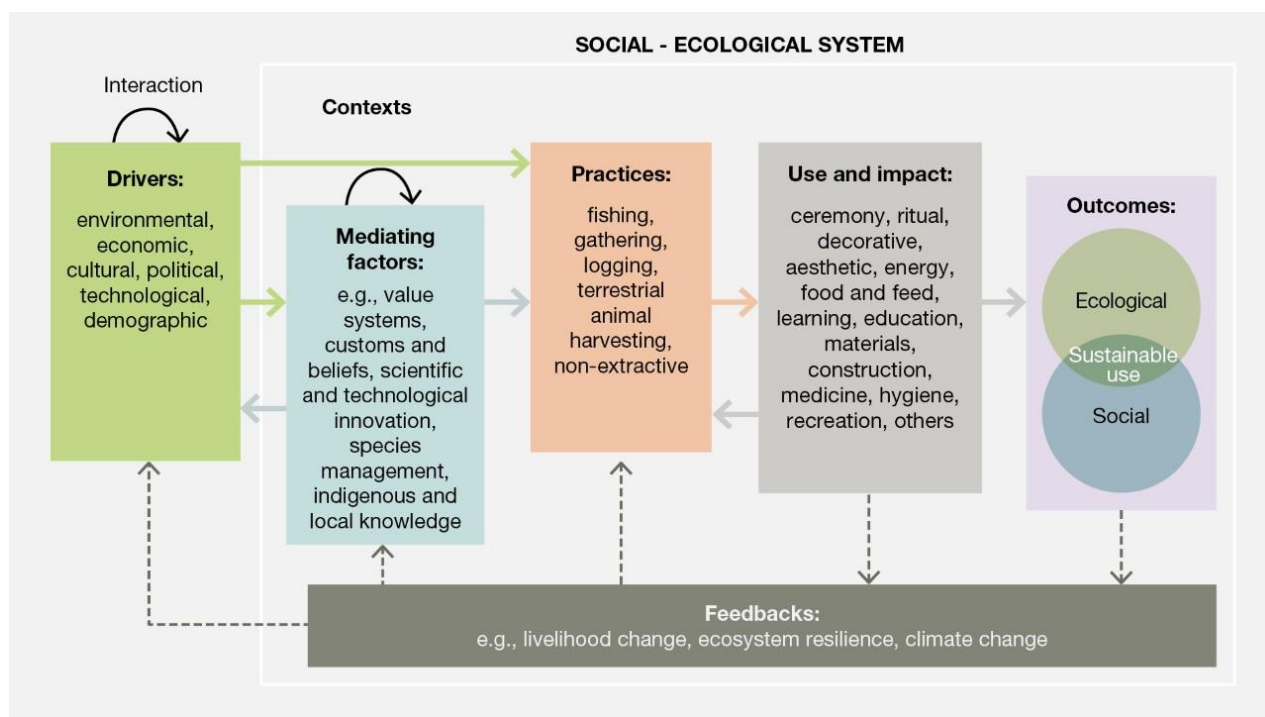 SOCIAL - ECOLOGICAL SYSTEM
Interaction
Contexts
Drivers:
environmental,
economic,
cultural, political,
technological,
demographic
Mediating
factors:
e.g., value
systems,
customs and
beliefs, scientific
and technological
innovation,
species
management,
indigenous and
local knowledge
Practices:
fishing,
gathering,
logging,
terrestrial
animal
harvesting,
non-extractive
Use and impact:
ceremony, ritual,
decorative,
aesthetic, energy,
food and feed,
learning, education,
materials,
construction,
medicine, hygiene,
recreation, others
Outcomes:
Ecological
Sustainable
use
Social
Feedbacks:
e.g., livelihood change, ecosystem resilience, climate change